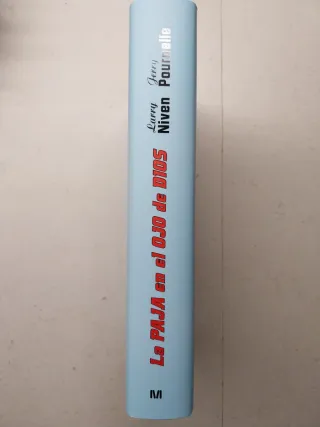 Larry
Niven
Jerry
Pournelle
La PAJA en el OJO de DIOS
M